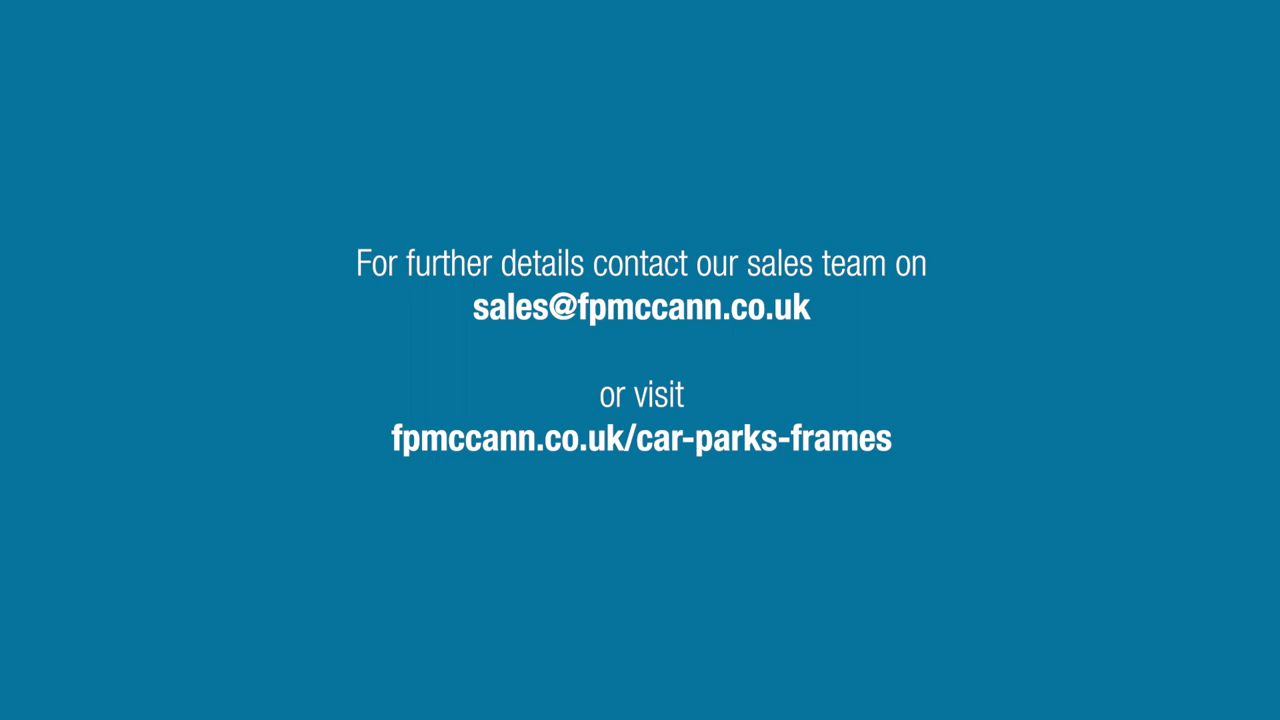 For further details contact our sales team on
sales@fpmccann.co.uk
or visit
fpmccann.co.uk/car-parks-frames